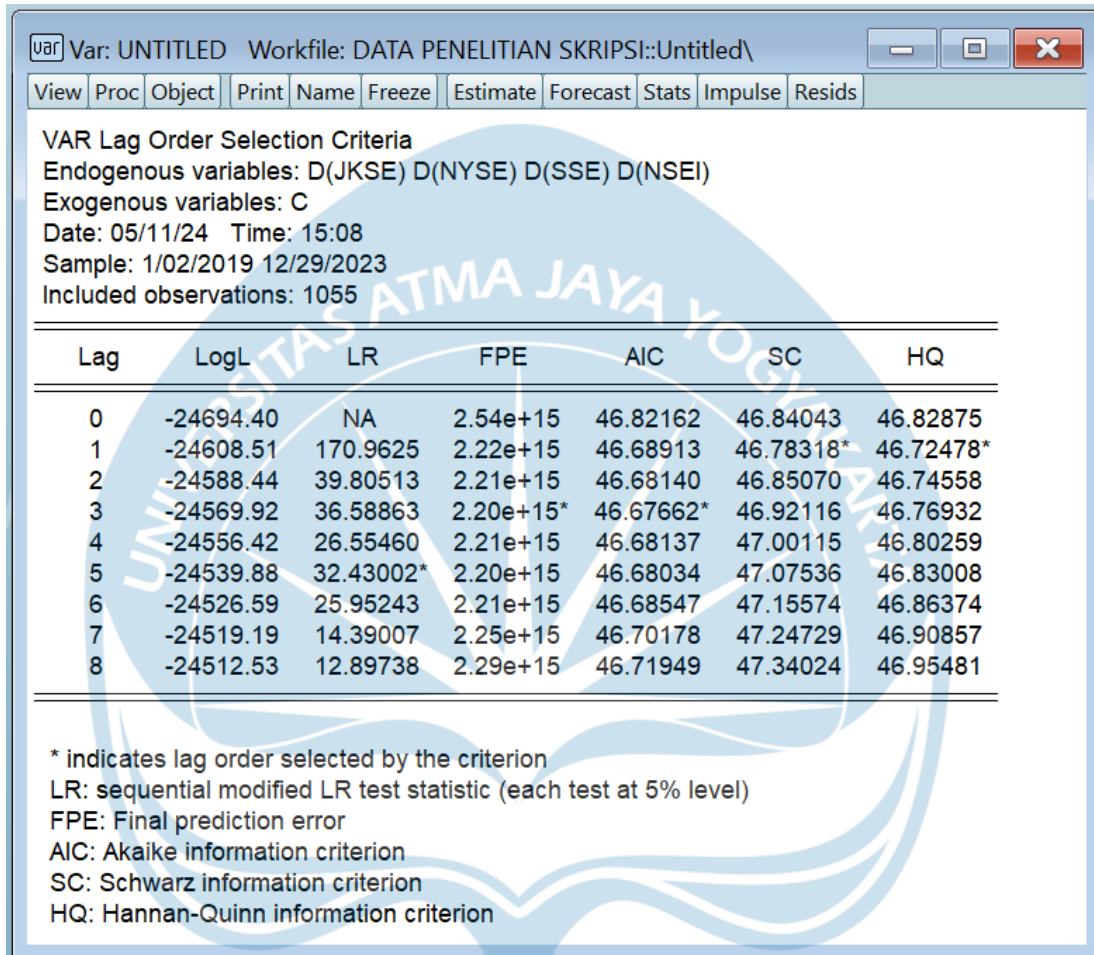 var Var: UNTITLED Workfile: DATA PENELITIAN SKRIPSI::Untitled\
View Proc Object Print Name Freeze Estimate Forecast Stats Impulse Resids
VAR Lag Order Selection Criteria
Endogenous variables: D(JKSE) D(NYSE) D(SSE) D(NSEI)
Exogenous variables: C
Date: 05/11/24 Time: 15:08
Sample: 1/02/2019 12/29/2023
Included observations: 1055
Lag LogL LR FPE AIC SC HQ
0 -24694.40 NA 2.54e+15 46.82162 46.84043 46.82875
1 -24608.51 170.9625 2.22e+15 46.68913 46.78318* 46.72478*
2 -24588.44 39.80513 2.21e+15 46.68140 46.85070 46.74558
3 -24569.92 36.58863 2.20e+15* 46.67662* 46.92116 46.76932
4 -24556.42 26.55460 2.21e+15 46.68137 47.00115 46.80259
5 -24539.88 32.43002* 2.20e+15 46.68034 47.07536 46.83008
6 -24526.59 25.95243 2.21e+15 46.68547 47.15574 46.86374
7 -24519.19 14.39007 2.25e+15 46.70178 47.24729 46.90857
8 -24512.53 12.89738 2.29e+15 46.71949 47.34024 46.95481
* indicates lag order selected by the criterion
LR: sequential modified LR test statistic (each test at 5% level)
FPE: Final prediction error
AIC: Akaike information criterion
SC: Schwarz information criterion
HQ: Hannan-Quinn information criterion
UNIVERSITAS ATMA JAYA YOGYAKARTA